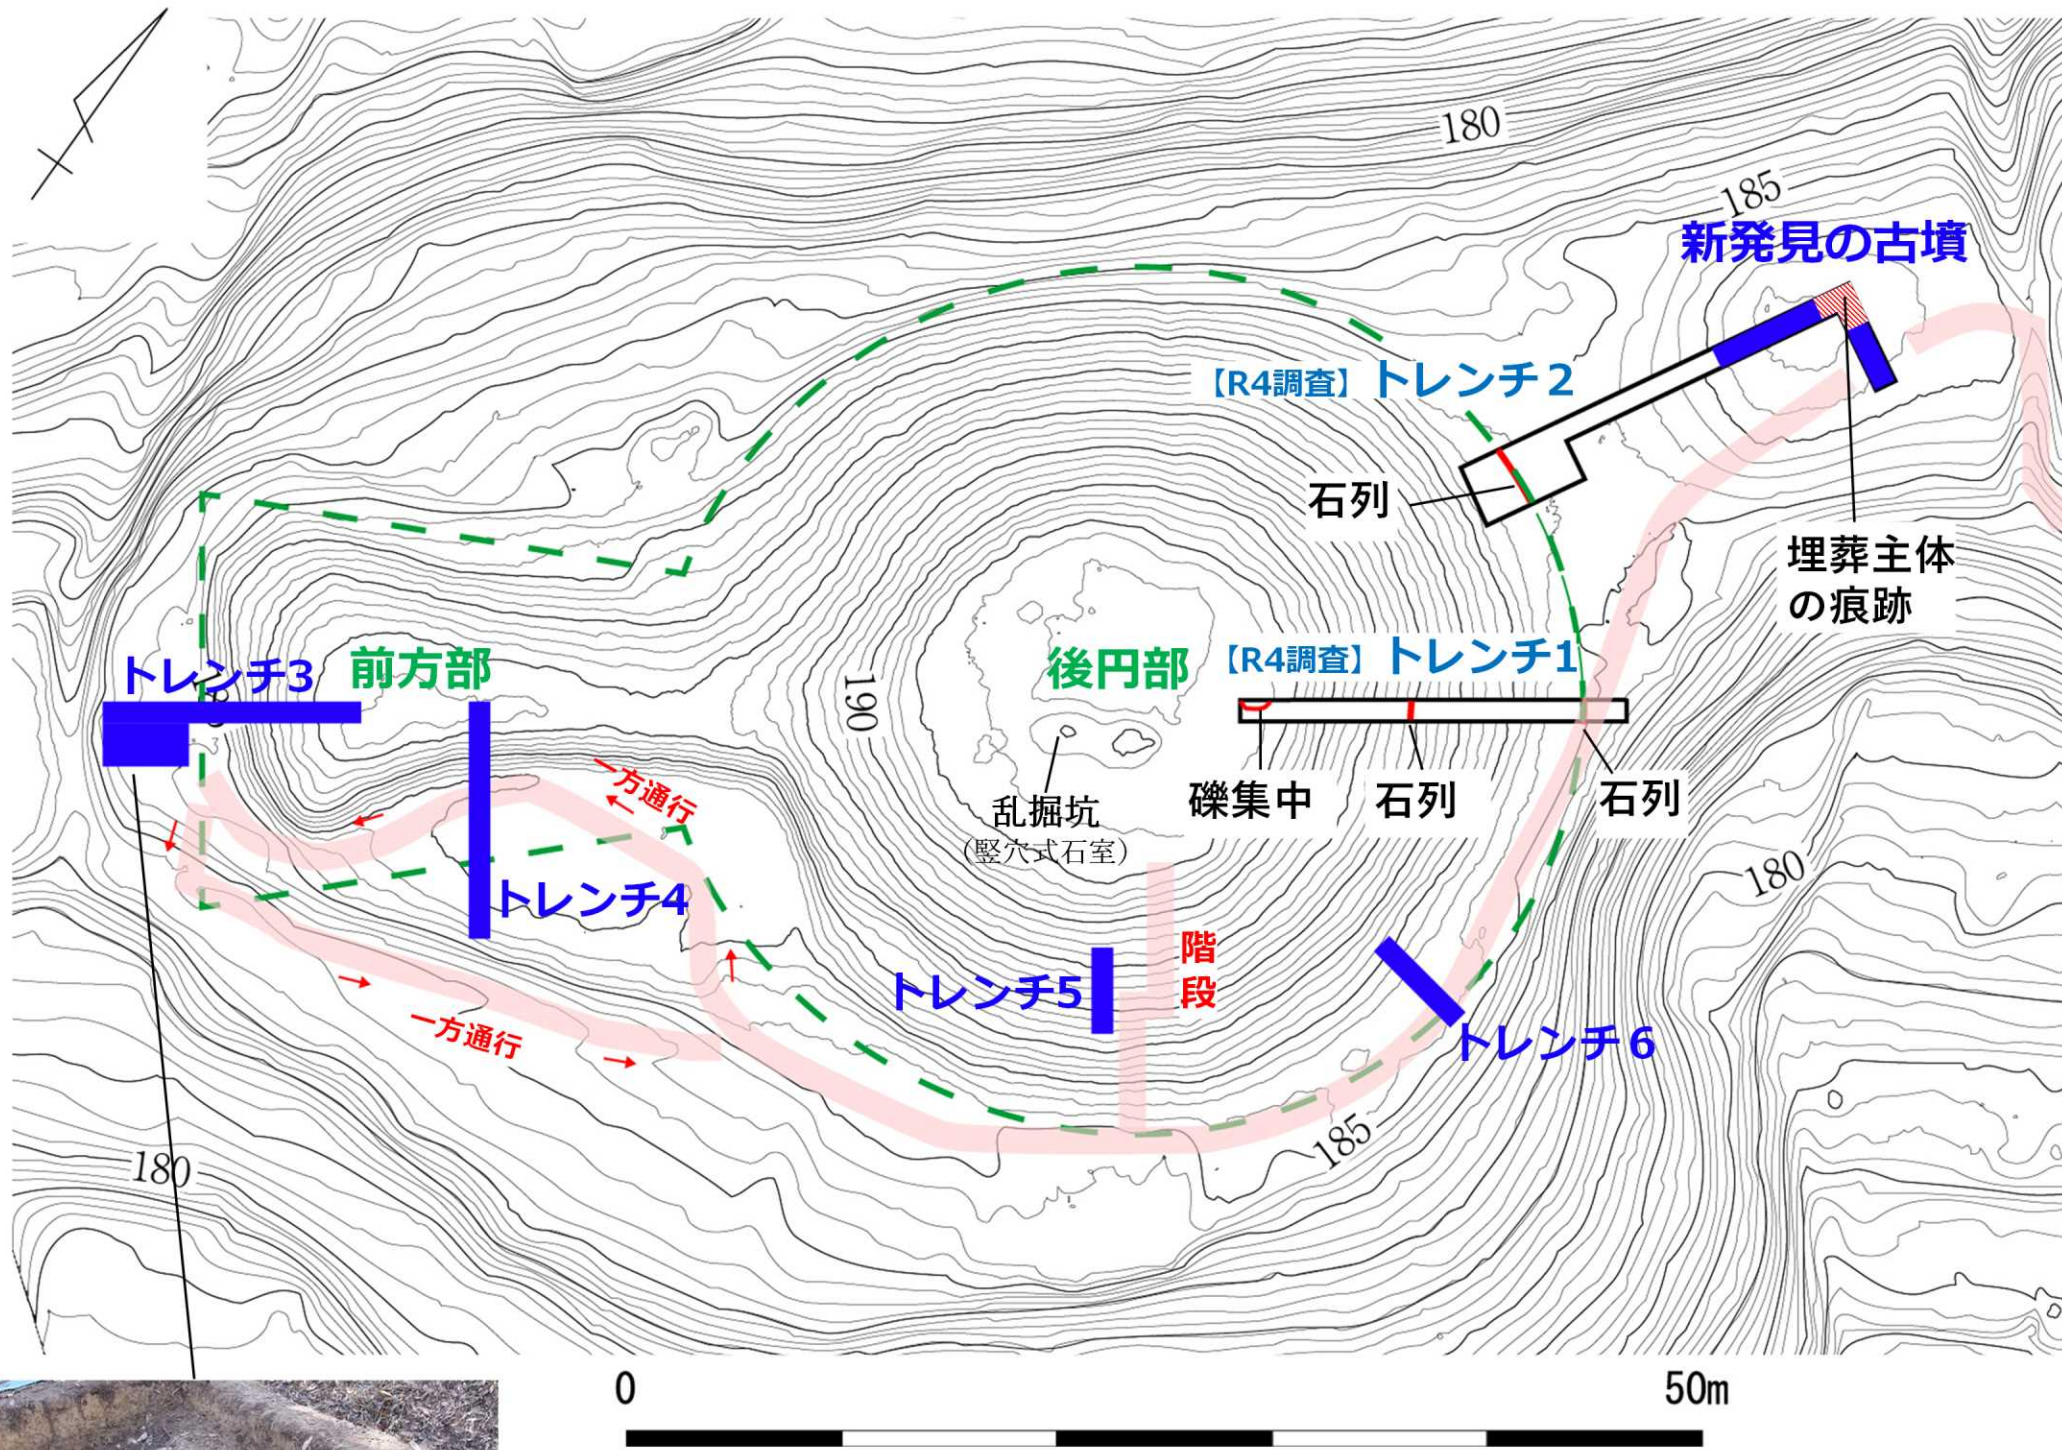 180
185
新発見の古墳
【R4調査】トレンチ2
石列
埋葬主体
の痕跡
トレンチ3
前方部
190
後円部
【R4調査】トレンチ1
乱掘坑
(竪穴式石室)
礫集中
石列
石列
一方通行
トレンチ4
180
階
段
トレンチ5
トレンチ6
一方通行
185
180
0
50m